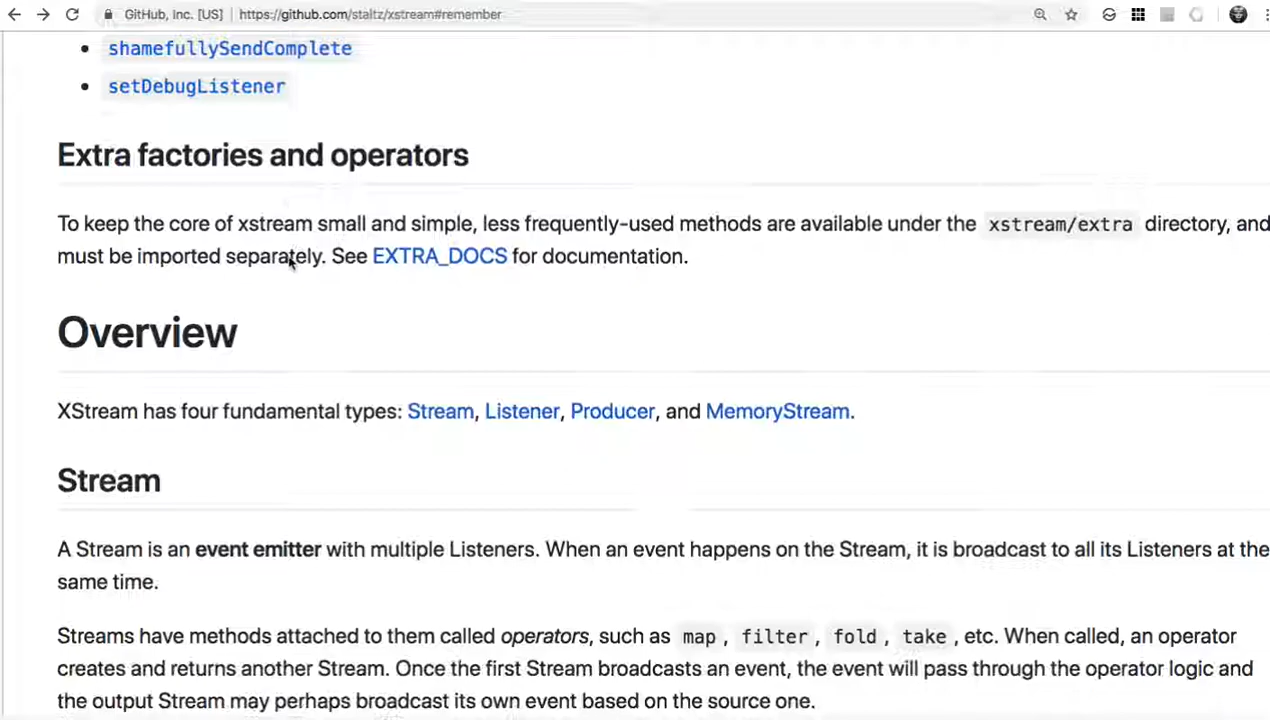 GitHub, Inc. [US] https://github.com/staltz/xstream#remember
shamefullySendComplete
setDebugListener
Extra factories and operators
To keep the core of xstream small and simple, less frequently-used methods are available under the xstream/extra directory, and
must be imported separately. See EXTRA_DOCS for documentation.
Overview
XStream has four fundamental types: Stream, Listener, Producer, and MemoryStream.
Stream
A Stream is an event emitter with multiple Listeners. When an event happens on the Stream, it is broadcast to all its Listeners at the
same time.
Streams have methods attached to them called operators, such as map, filter, fold, take, etc. When called, an operator
creates and returns another Stream. Once the first Stream broadcasts an event, the event will pass through the operator logic and
the output Stream may perhaps broadcast its own event based on the source one.